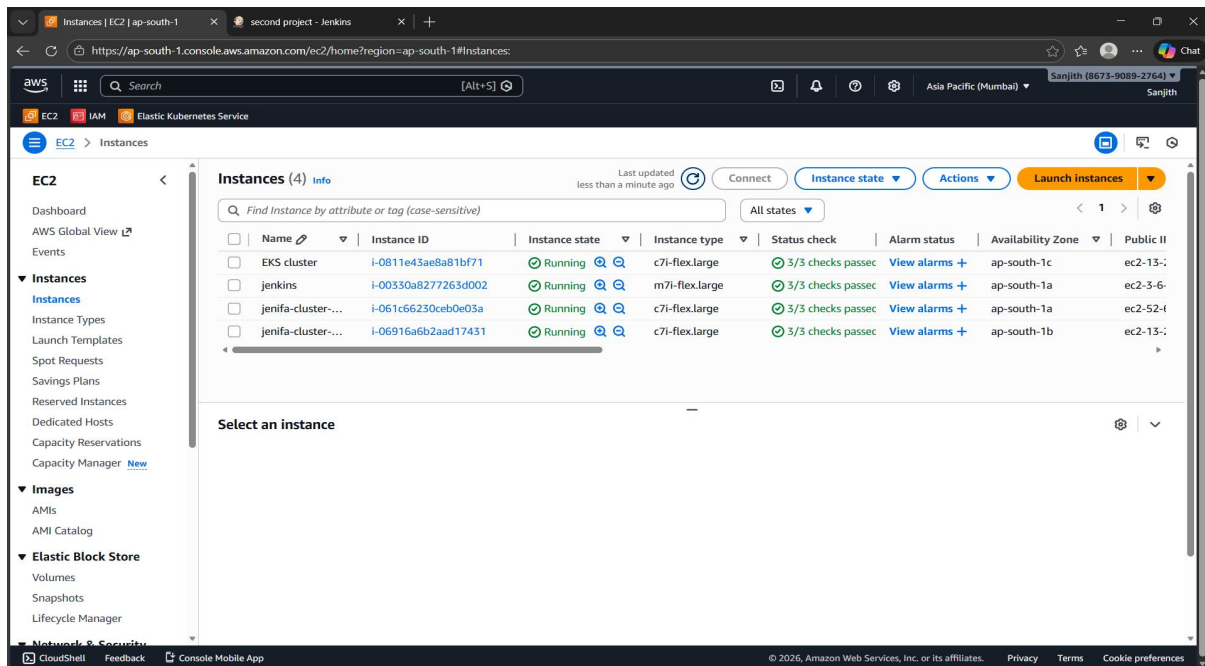 Instances | EC2 | ap-south-1
second project - Jenkins
https://ap-south-1.console.aws.amazon.com/ec2/home?region=ap-south-1#Instances:
Chat
aws
Search [Alt+S]
Asia Pacific (Mumbai)
Sanjith (8673-9089-2764)
Sanjith
EC2 IAM Elastic Kubernetes Service
EC2 > Instances
EC2
Dashboard
AWS Global View
Events
Instances
Instances
Instance Types
Launch Templates
Spot Requests
Savings Plans
Reserved Instances
Dedicated Hosts
Capacity Reservations
Capacity Manager New
Images
AMIs
AMI Catalog
Elastic Block Store
Volumes
Snapshots
Lifecycle Manager
Network & Security
Instances (4) Info
Last updated
less than a minute ago
Connect Instance state Actions Launch instances
Find Instance by attribute or tag (case-sensitive)
All states
1
Name Instance ID Instance state Instance type Status check Alarm status Availability Zone Public
EKS cluster i-0811e43ae8a81bf71 Running c7i-flex.large 3/3 checks passec View alarms + ap-south-1c ec2-13-
jenkins i-00330a8277263d002 Running m7i-flex.large 3/3 checks passec View alarms + ap-south-1a ec2-3-6-
jenifa-cluster-... i-061c66230ceb0e03a Running c7i-flex.large 3/3 checks passec View alarms + ap-south-1a ec2-52-
jenifa-cluster-... i-06916a6b2aad17431 Running c7i-flex.large 3/3 checks passec View alarms + ap-south-1b ec2-13-
Select an instance
CloudShell Feedback Console Mobile App
© 2026, Amazon Web Services, Inc. or its affiliates. Privacy Terms Cookie preferences